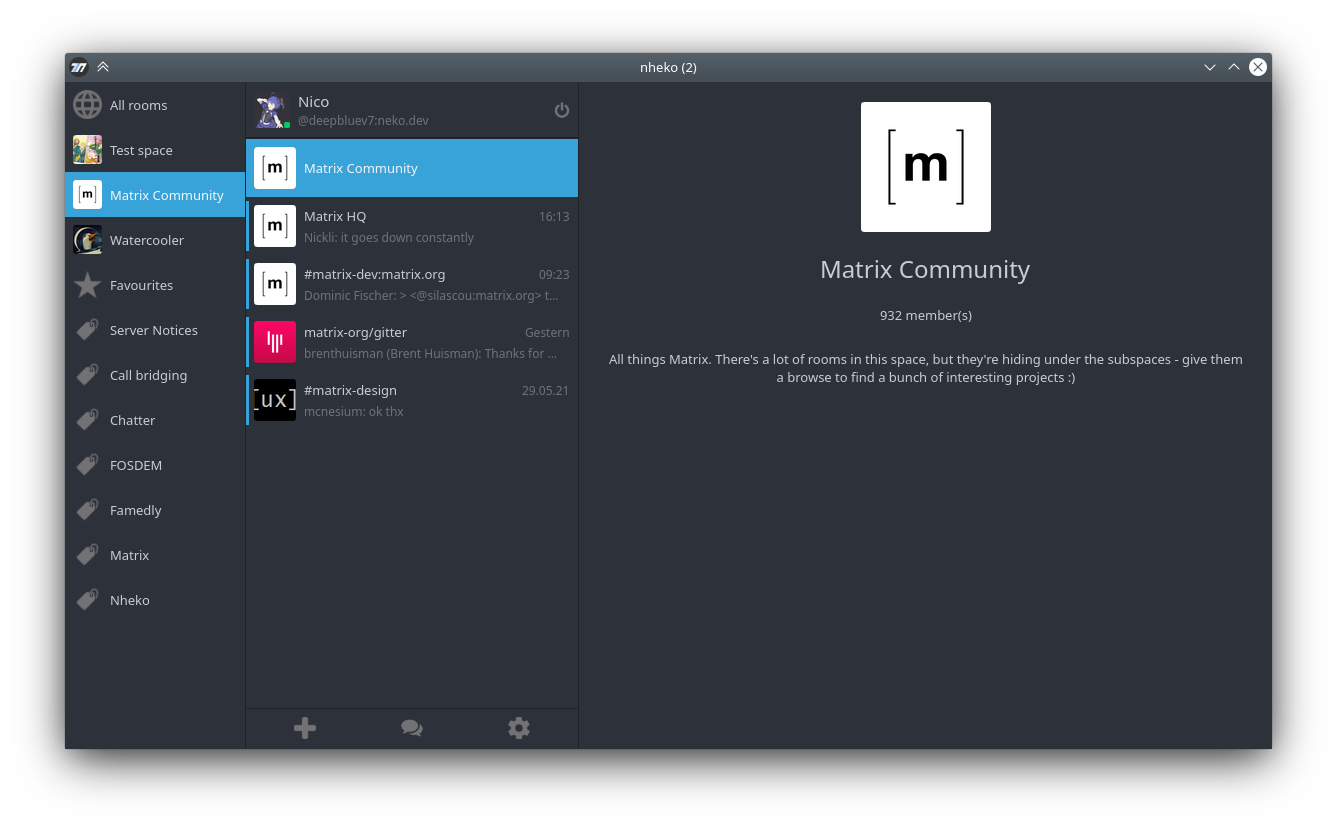 nheko (2)
All rooms
Test space
Matrix Community
Watercooler
Favourites
Server Notices
Call bridging
Chatter
FOSDEM
Famedly
Matrix
Nheko
Nico
@deepbluev7:neko.dev
[m]
Matrix Community
[m]
Matrix HQ 16:13
Nickli: it goes down constantly
[m]
#matrix-dev:matrix.org 09:23
Dominic Fischer: > <@silascou:matrix.org> t...
matrix-org/gitter Gestern
brenthuisman (Brent Huisman): Thanks for ...
[ux]
#matrix-design 29.05.21
mcnesium: ok thx
[m]
Matrix Community
932 member(s)
All things Matrix. There's a lot of rooms in this space, but they're hiding under the subspaces - give them
a browse to find a bunch of interesting projects :)